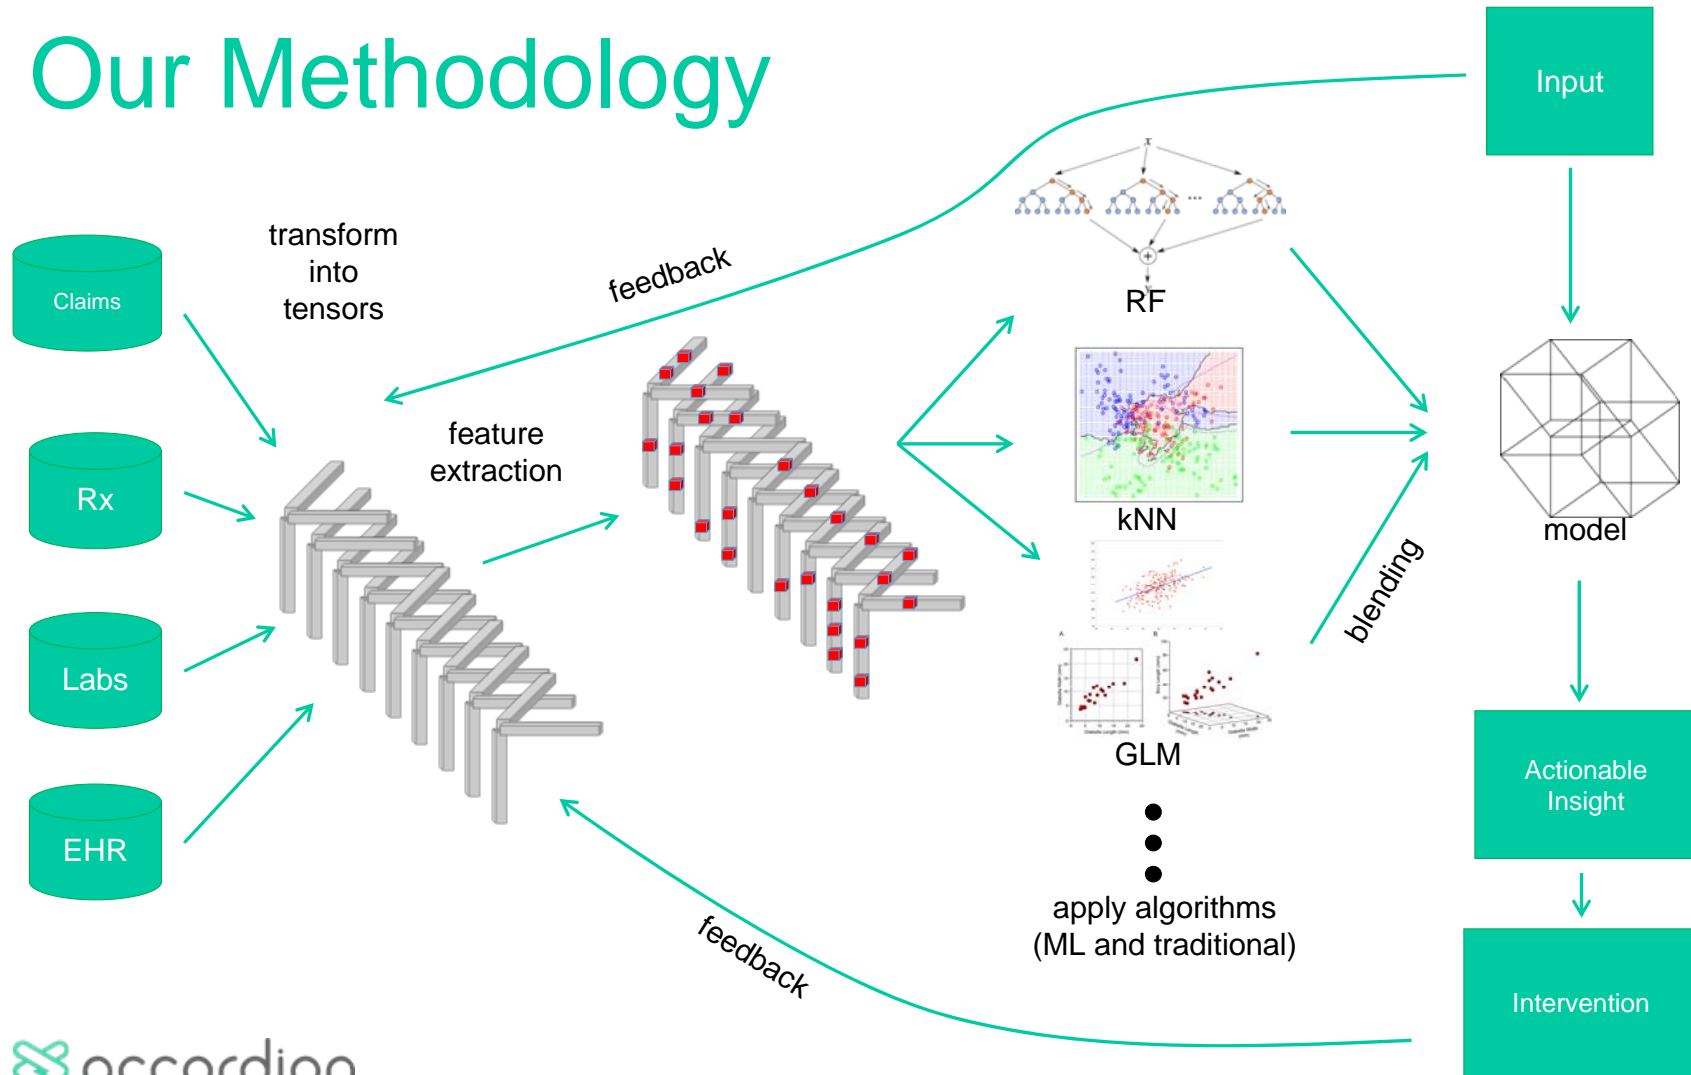 Our Methodology
Input
transform
into
tensors
Claims
feedback
RF
feature
extraction
Rx
kNN
model
blending
Labs
A.
B.
GLM
Actionable
Insight
EHR
apply algorithms
(ML and traditional)
feedback
Intervention
accordion